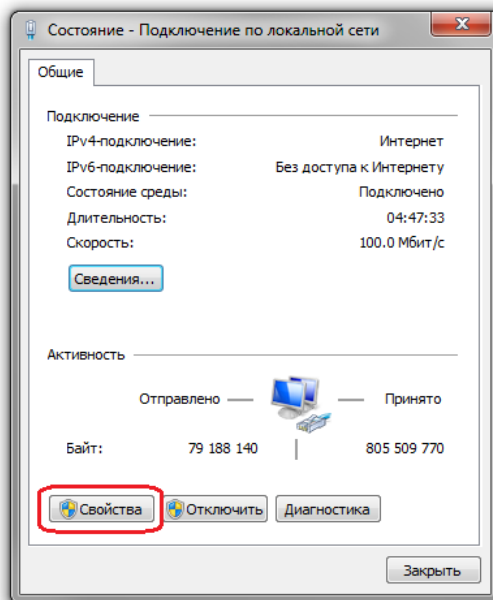 Состояние - Подключение по локальной сети
Общие
Подключение
IPv4-подключение: Интернет
IPv6-подключение: Без доступа к Интернету
Состояние среды: Подключено
Длительность: 04:47:33
Скорость: 100.0 Мбит/с
Сведения...
Активность
Отправлено — — Принято
Байт: 79 188 140 | 805 509 770
Свойства Отключить Диагностика
Закрыть